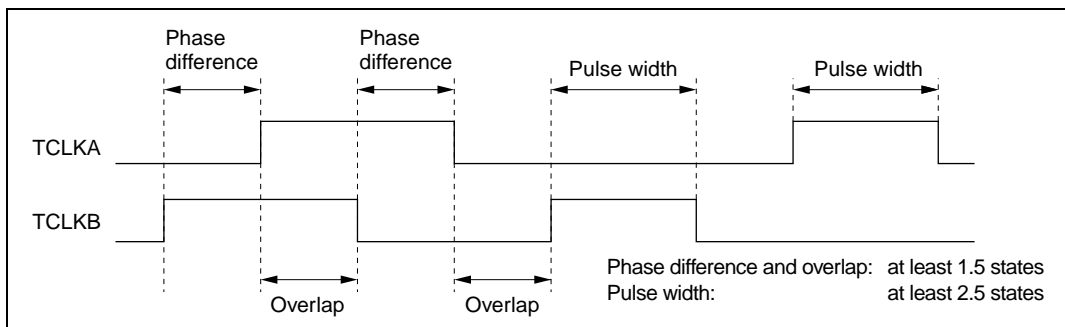 Phase
difference
Phase
difference
Pulse width
Pulse width
TCLKA
TCLKB
Overlap
Overlap
Phase difference and overlap: at least 1.5 states
Pulse width: at least 2.5 states